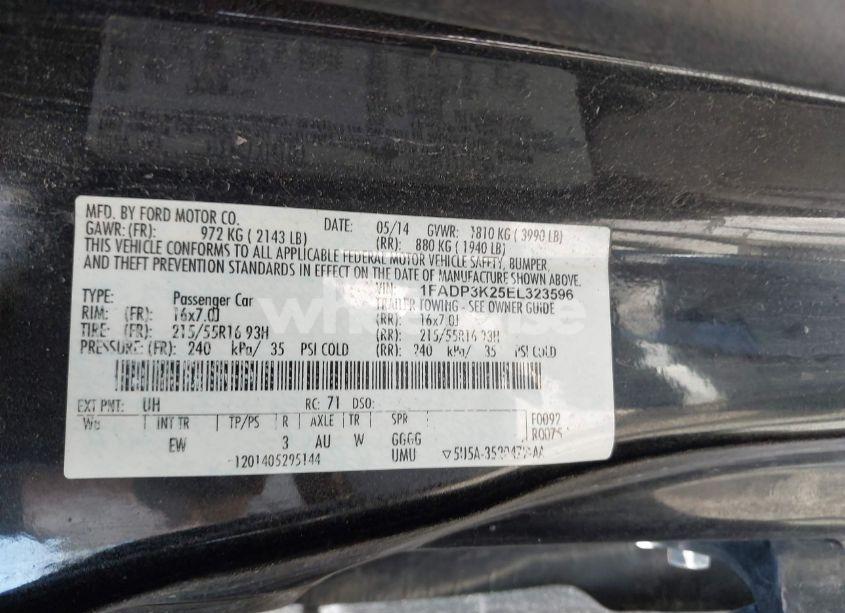 MFD. BY FORD MOTOR CO.
DATE: 05/14 GVWR: 1810 KG ( 3990 LB)
GAWR: (FR): 972 KG ( 2143 LB) (RR): 880 KG ( 1940 LB)
THIS VEHICLE CONFORMS TO ALL APPLICABLE FEDERAL MOTOR VEHICLE SAFETY, BUMPER,
AND THEFT PREVENTION STANDARDS IN EFFECT ON THE DATE OF MANUFACTURE SHOWN ABOVE.
VIN: 1FADP3K25EL323596
TYPE: Passenger Car TRAILER TOWING - SEE OWNER GUIDE
RIM: (FR): 16x7.0J (RR): 16x7.0J
TIRE: (FR): 215/55R16 93H (RR): 215/55R16 93H
PRESSURE: (FR): 240 kPa/ 35 PSI COLD (RR): 240 kPa/ 35 PSI COLD
EXT PNT: UH RC: 71 DSO:
WB INT TR TP/PS R AXLE TR SPR F0092
EW 3 AU W GGGG R0075
1201405295144 UMU